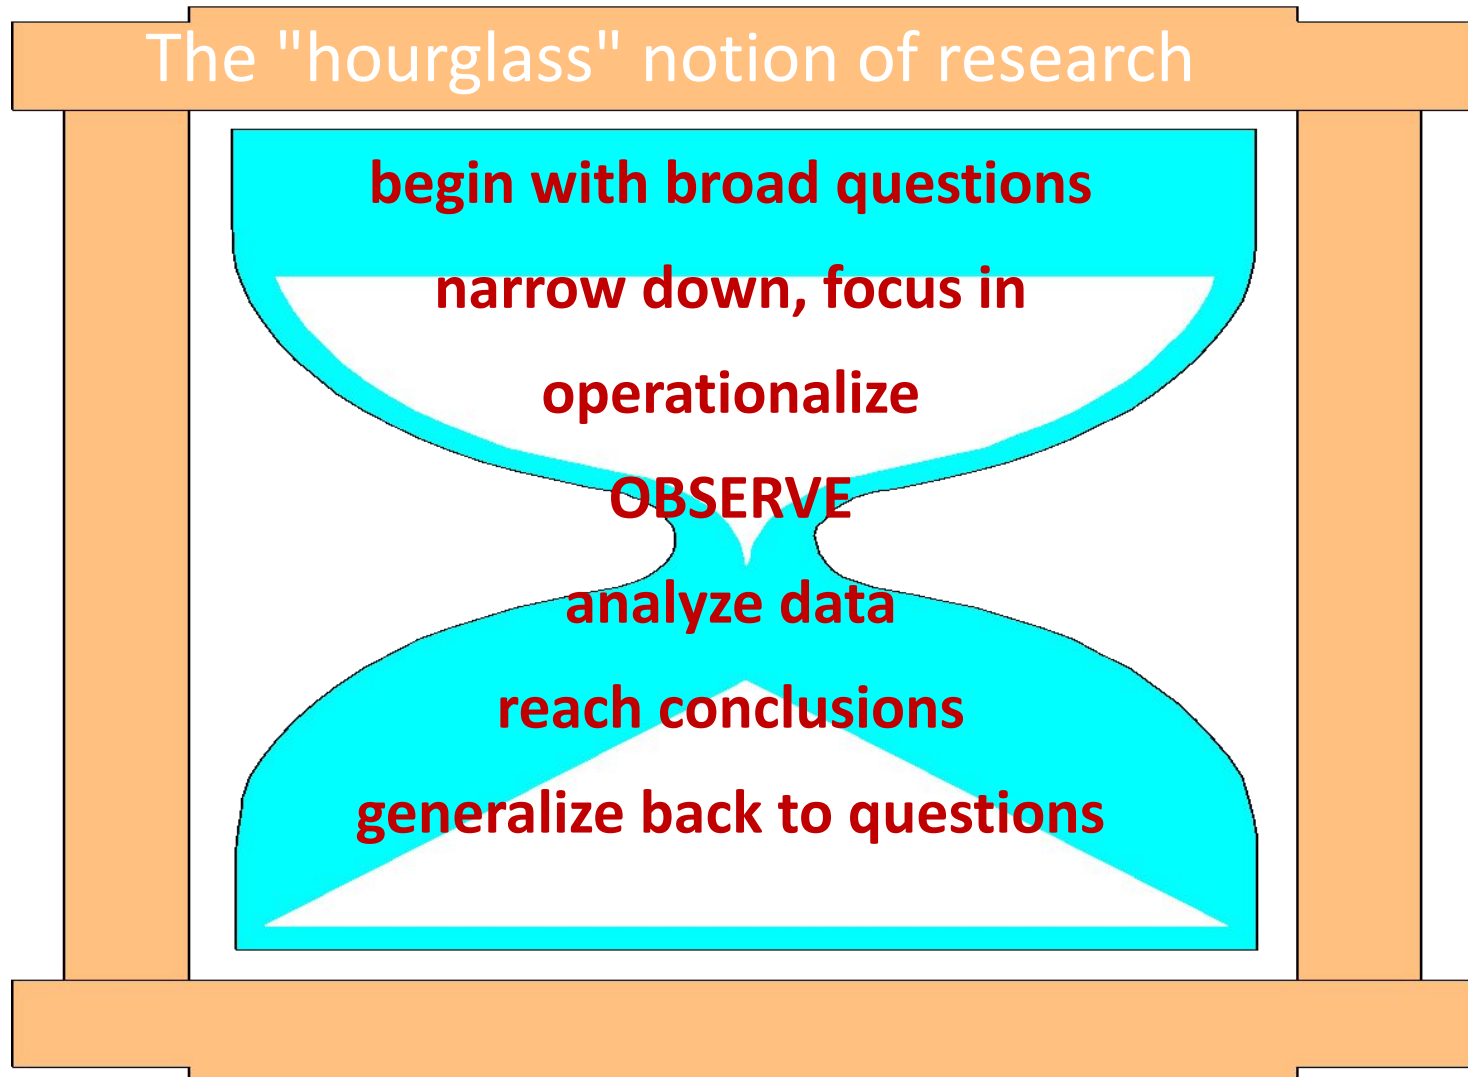 The "hourglass" notion of research
begin with broad questions
narrow down, focus in
operationalize
OBSERVE
analyze data
reach conclusions
generalize back to questions